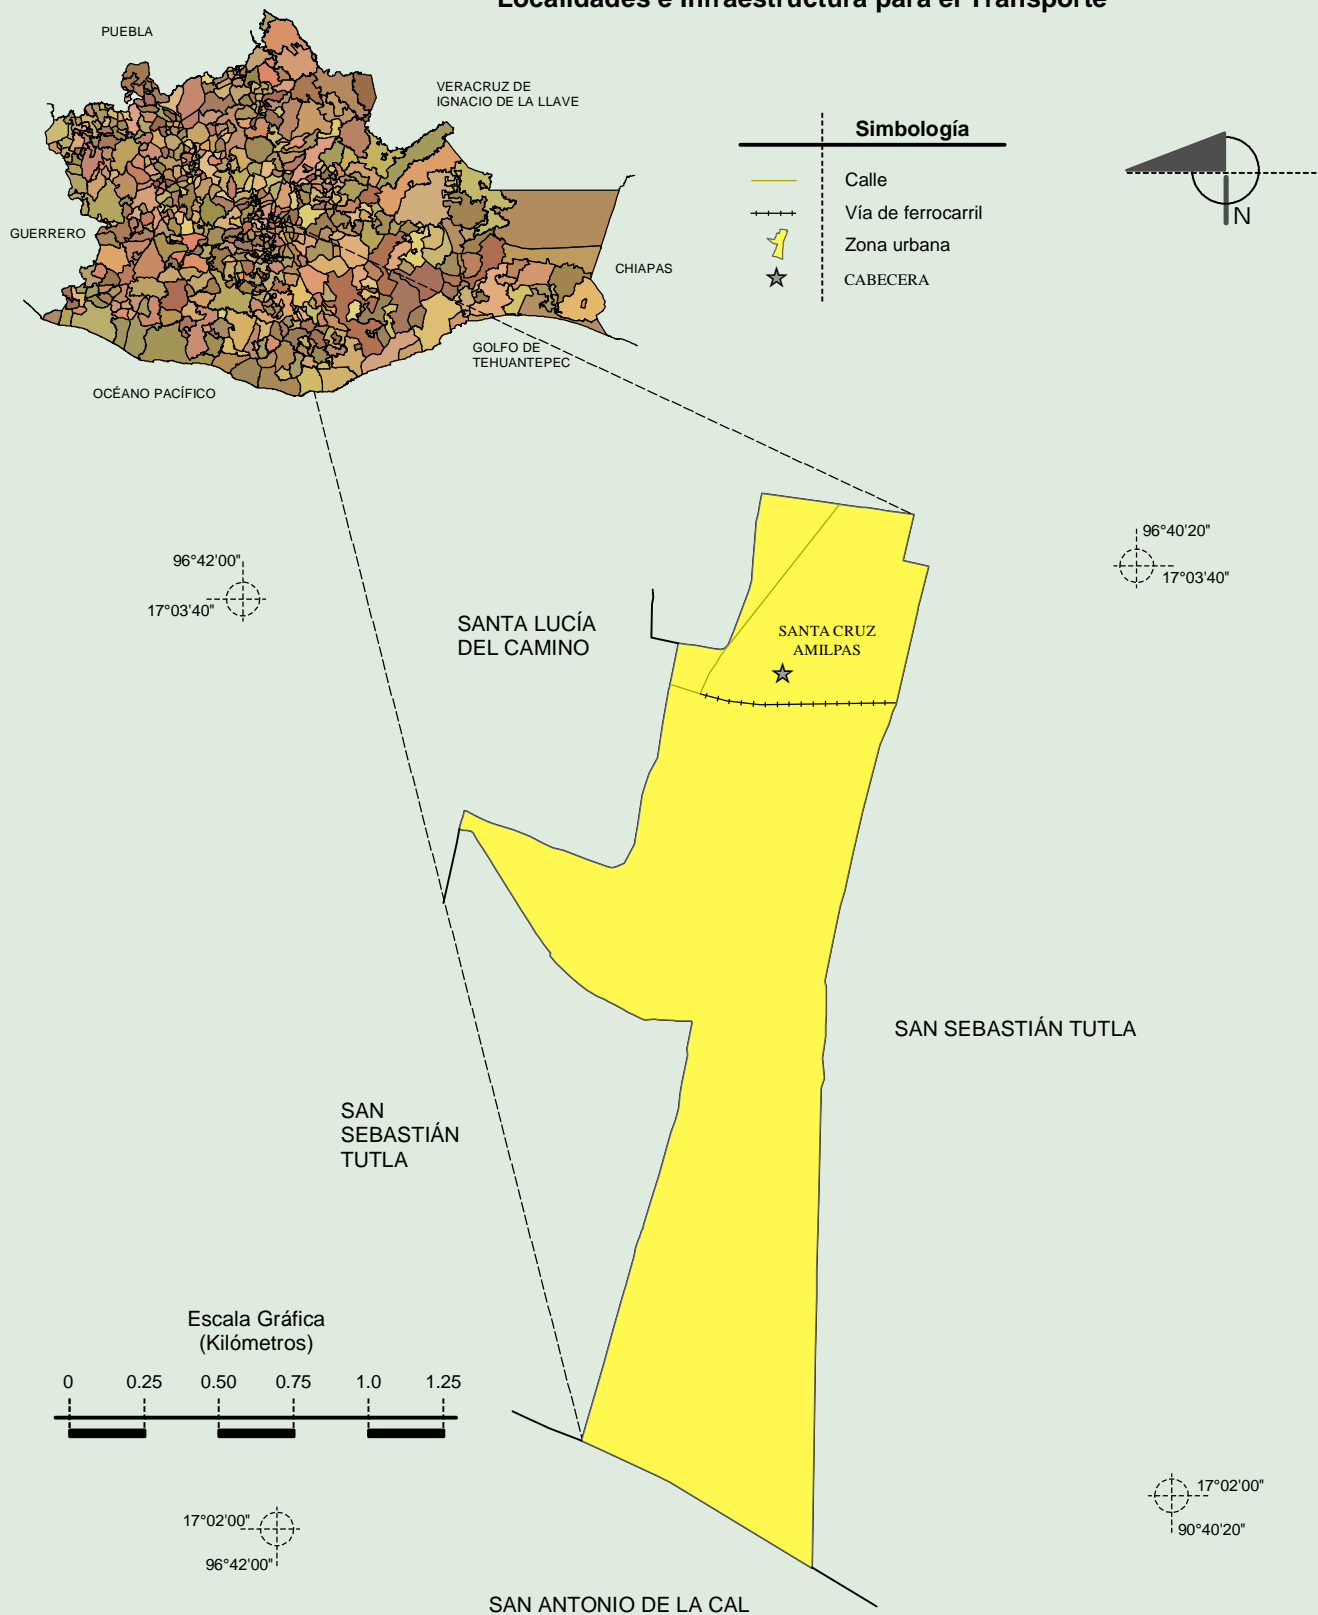 Localidades e Infraestructura para el Transporte
PUEBLA
VERACRUZ DE
IGNACIO DE LA LLAVE
GUERRERO
CHIAPAS
GOLFO DE
TEHUANTEPEC
OCÉANO PACÍFICO
Simbología
Calle
Vía de ferrocarril
Zona urbana
CABECERA
N
96°42'00"
17°03'40"
96°40'20"
17°03'40"
SANTA LUCÍA
DEL CAMINO
SANTA CRUZ
AMILPAS
SAN SEBASTIÁN TUTLA
SAN
SEBASTIÁN
TUTLA
Escala Gráfica
(Kilómetros)
0 0.25 0.50 0.75 1.0 1.25
17°02'00"
96°42'00"
17°02'00"
90°40'20"
SAN ANTONIO DE LA CAL